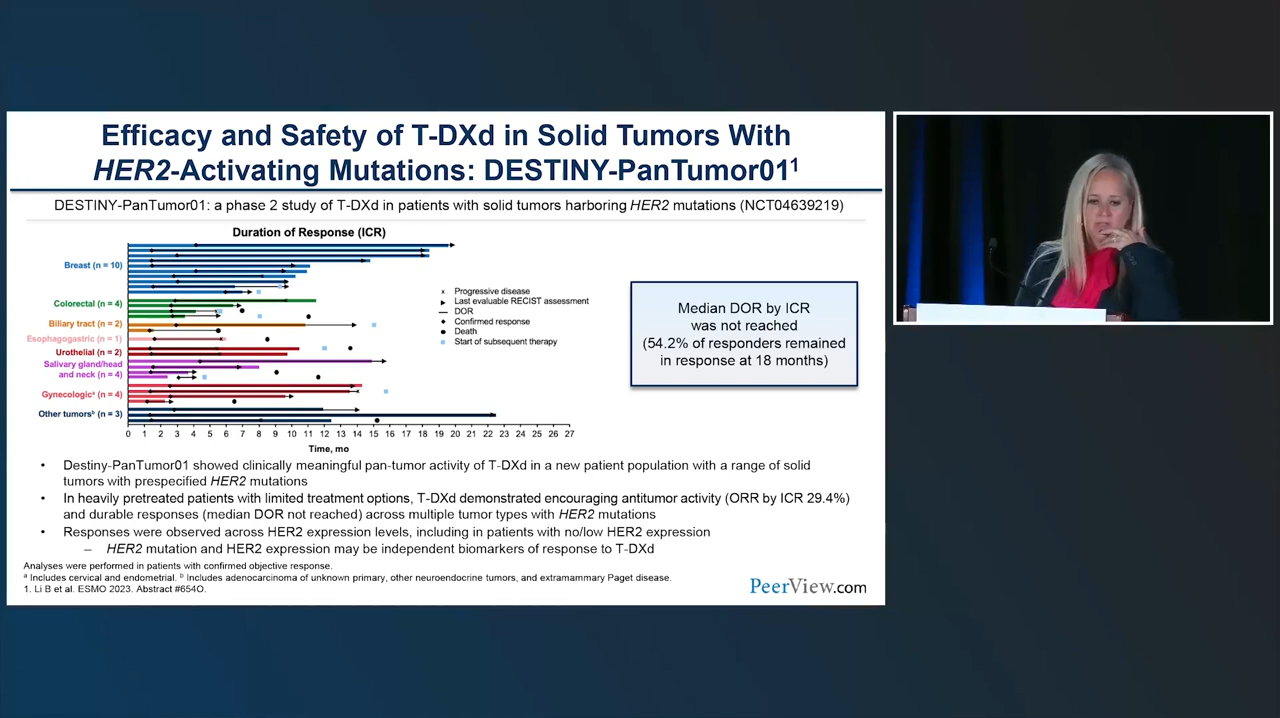 Efficacy and Safety of T-DXd in Solid Tumors With
HER2-Activating Mutations: DESTINY-PanTumor01¹
DESTINY-PanTumor01: a phase 2 study of T-DXd in patients with solid tumors harboring HER2 mutations (NCT04639219)
Duration of Response (ICR)
Breast (n = 10)
Colorectal (n = 4)
Biliary tract (n = 2)
Esophagogastric (n = 1)
Urothelial (n = 2)
Salivary gland/head
and neck (n = 4)
Gynecologicᵃ (n = 4)
Other tumorsᵇ (n = 3)
0 1 2 3 4 5 6 7 8 9 10 11 12 13 14 15 16 17 18 19 20 21 22 23 24 25 26 27
Time, mo
Progressive disease
Last evaluable RECIST assessment
DOR
Confirmed response
Death
Start of subsequent therapy
Median DOR by ICR
was not reached
(54.2% of responders remained
in response at 18 months)
• Destiny-PanTumor01 showed clinically meaningful pan-tumor activity of T-DXd in a new patient population with a range of solid
tumors with prespecified HER2 mutations
• In heavily pretreated patients with limited treatment options, T-DXd demonstrated encouraging antitumor activity (ORR by ICR 29.4%)
and durable responses (median DOR not reached) across multiple tumor types with HER2 mutations
• Responses were observed across HER2 expression levels, including in patients with no/low HER2 expression
– HER2 mutation and HER2 expression may be independent biomarkers of response to T-DXd
Analyses were performed in patients with confirmed objective response.
ᵃ Includes cervical and endometrial. ᵇ Includes adenocarcinoma of unknown primary, other neuroendocrine tumors, and extramammary Paget disease.
1. Li B et al. ESMO 2023. Abstract #654O.
PeerView.com